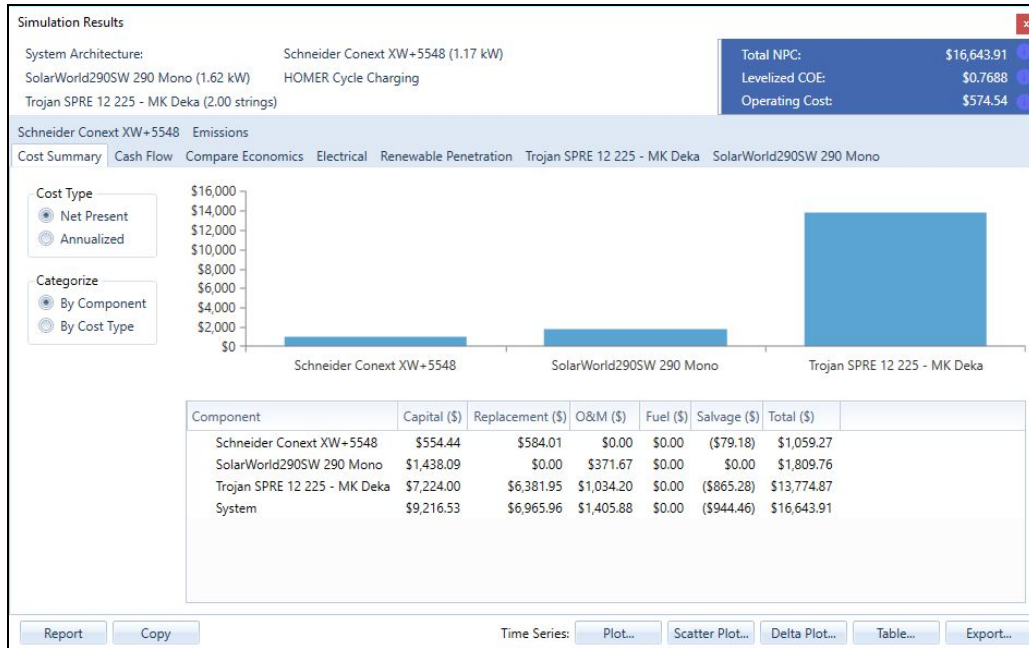 Simulation Results
x
System Architecture:
Schneider Conext XW+5548 (1.17 kW)
SolarWorld290SW 290 Mono (1.62 kW)
HOMER Cycle Charging
Trojan SPRE 12 225 - MK Deka (2.00 strings)
Total NPC: $16,643.91
Levelized COE: $0.7688
Operating Cost: $574.54
Schneider Conext XW+5548 Emissions
Cost Summary Cash Flow Compare Economics Electrical Renewable Penetration Trojan SPRE 12 225 - MK Deka SolarWorld290SW 290 Mono
Cost Type
Net Present
Annualized
Categorize
By Component
By Cost Type
$16,000
$14,000
$12,000
$10,000
$8,000
$6,000
$4,000
$2,000
$0
Schneider Conext XW+5548 SolarWorld290SW 290 Mono Trojan SPRE 12 225 - MK Deka
Component Capital ($) Replacement ($) O&M ($) Fuel ($) Salvage ($) Total ($)
Schneider Conext XW+5548 $554.44 $584.01 $0.00 $0.00 ($79.18) $1,059.27
SolarWorld290SW 290 Mono $1,438.09 $0.00 $371.67 $0.00 $0.00 $1,809.76
Trojan SPRE 12 225 - MK Deka $7,224.00 $6,381.95 $1,034.20 $0.00 ($865.28) $13,774.87
System $9,216.53 $6,965.96 $1,405.88 $0.00 ($944.46) $16,643.91
Report Copy Time Series: Plot... Scatter Plot... Delta Plot... Table... Export...